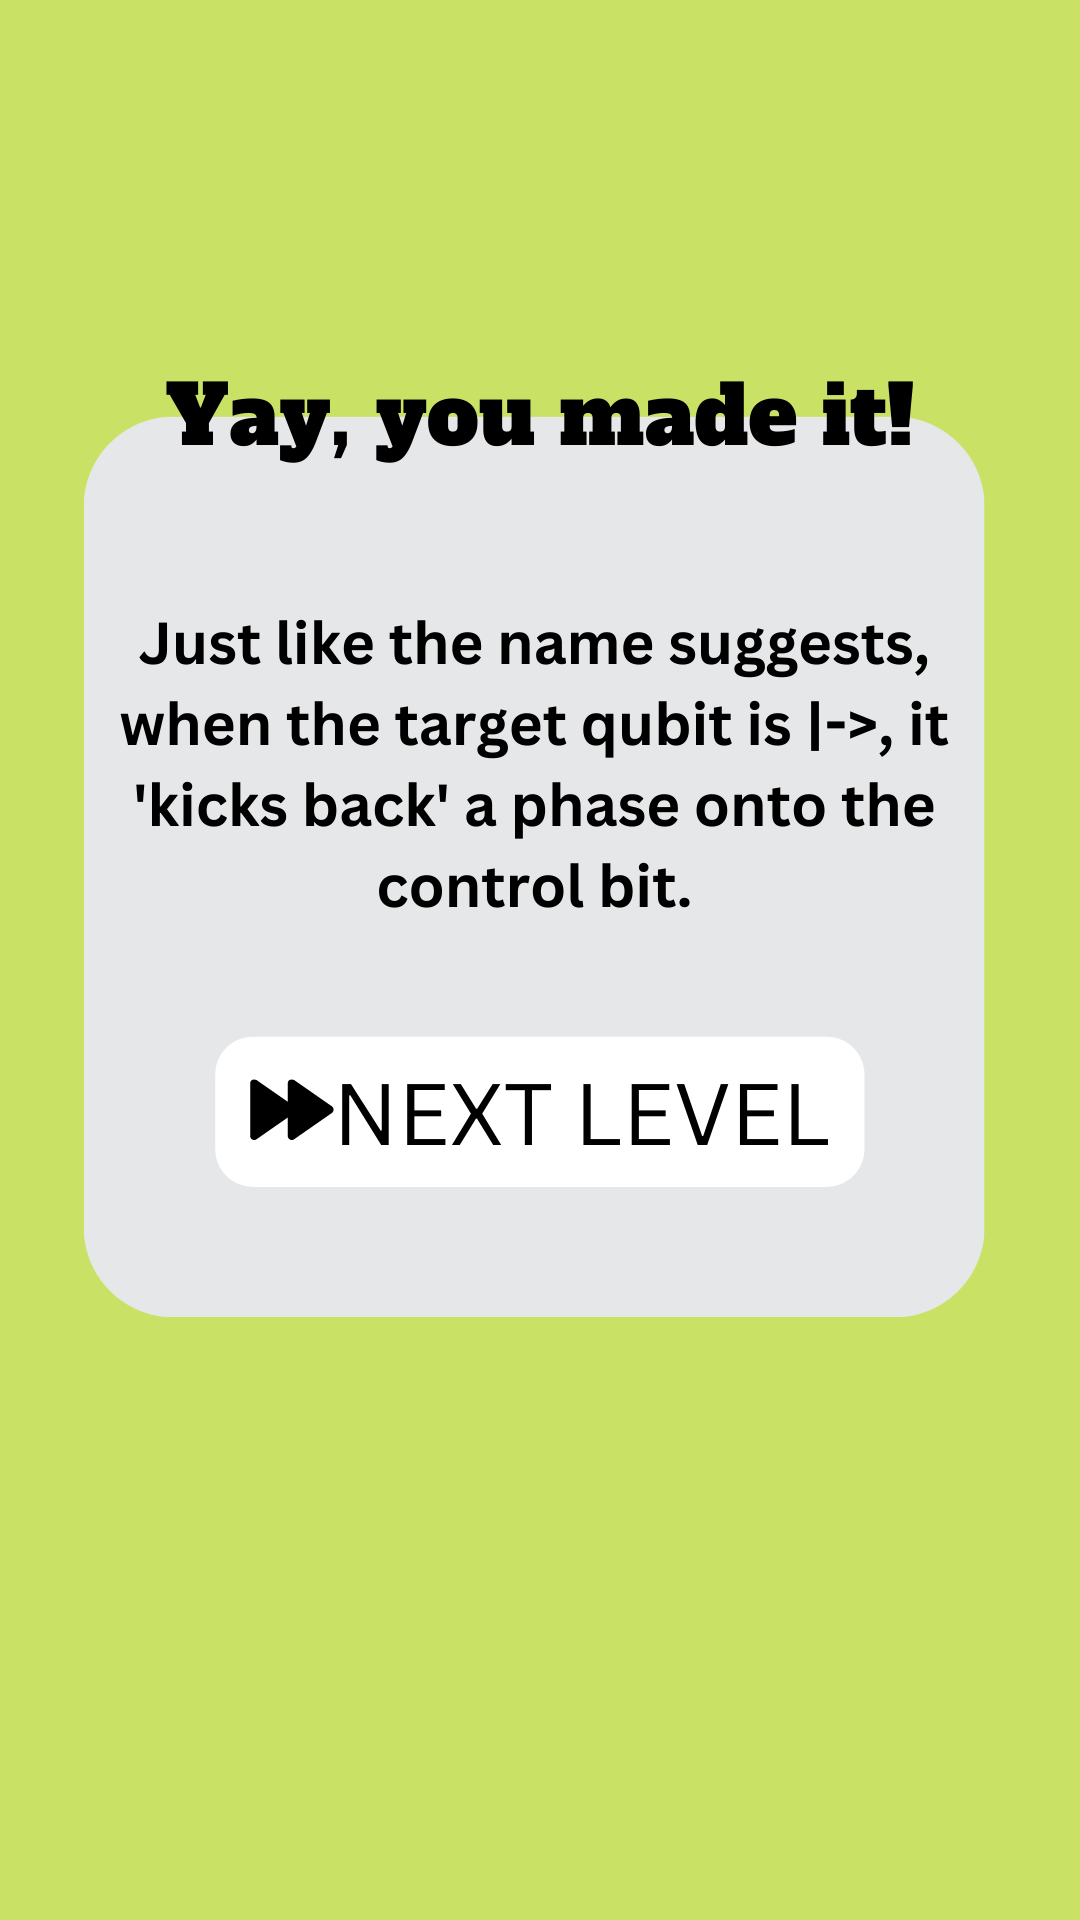 Yay, you made it!
Just like the name suggests,
when the target qubit is |->, it
'kicks back' a phase onto the
control bit.
NEXT LEVEL